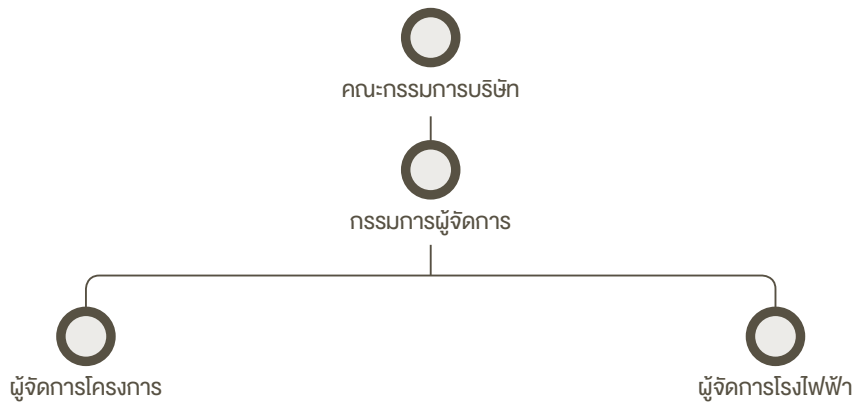 คณะกรรมการบริษัท
กรรมการผู้จัดการ
ผู้จัดการโครงการ
ผู้จัดการโรงไฟฟ้า